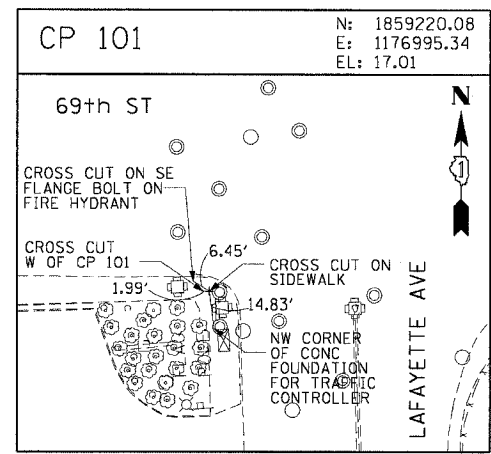 CP 101
N: 1859220.08
E: 1176995.34
EL: 17.01
69th ST
N
1
CROSS CUT ON SE
FLANGE BOLT ON
FIRE HYDRANT
6.45'
CROSS CUT
W OF CP 101
CROSS CUT ON
SIDEWALK
1.99'
14.83'
NW CORNER
OF CONC
FOUNDATION
FOR TRAFFIC
CONTROLLER
LAFAYETTE AVE